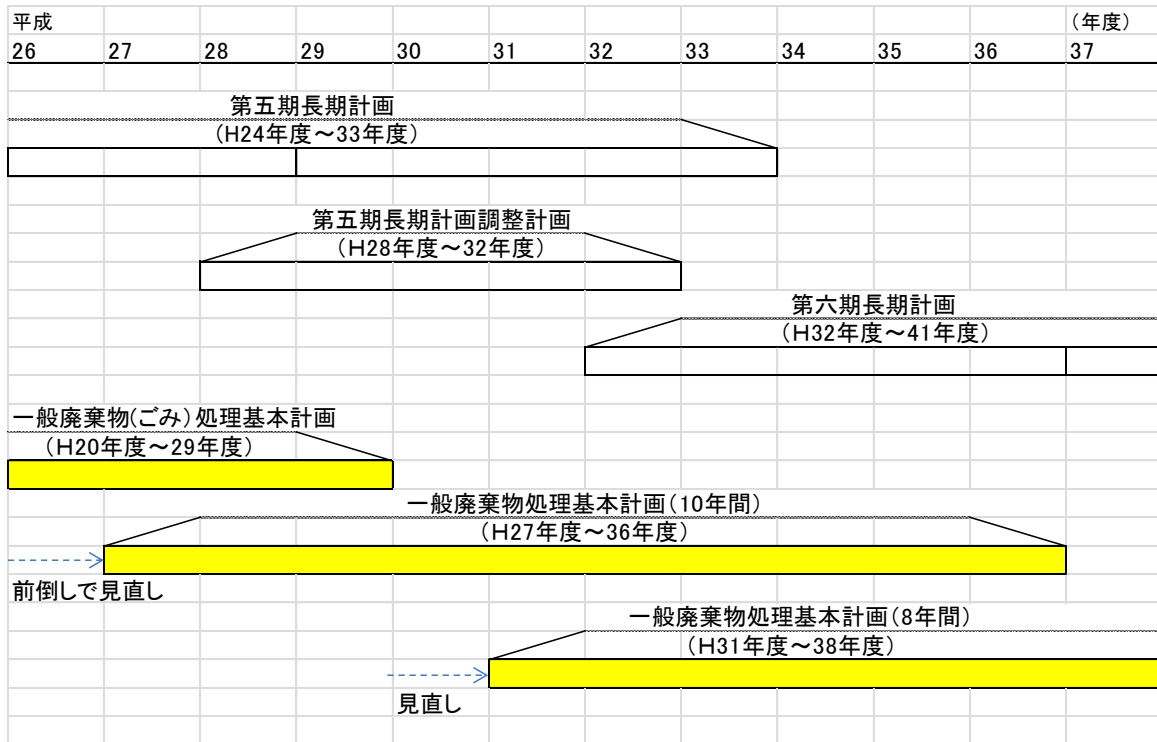 平成 (年度)
26 27 28 29 30 31 32 33 34 35 36 37
第五期長期計画
(H24年度～33年度)
第五期長期計画調整計画
(H28年度～32年度)
第六期長期計画
(H32年度～41年度)
一般廃棄物(ごみ)処理基本計画
(H20年度～29年度)
一般廃棄物処理基本計画(10年間)
(H27年度～36年度)
前倒しで見直し
一般廃棄物処理基本計画(8年間)
(H31年度～38年度)
見直し